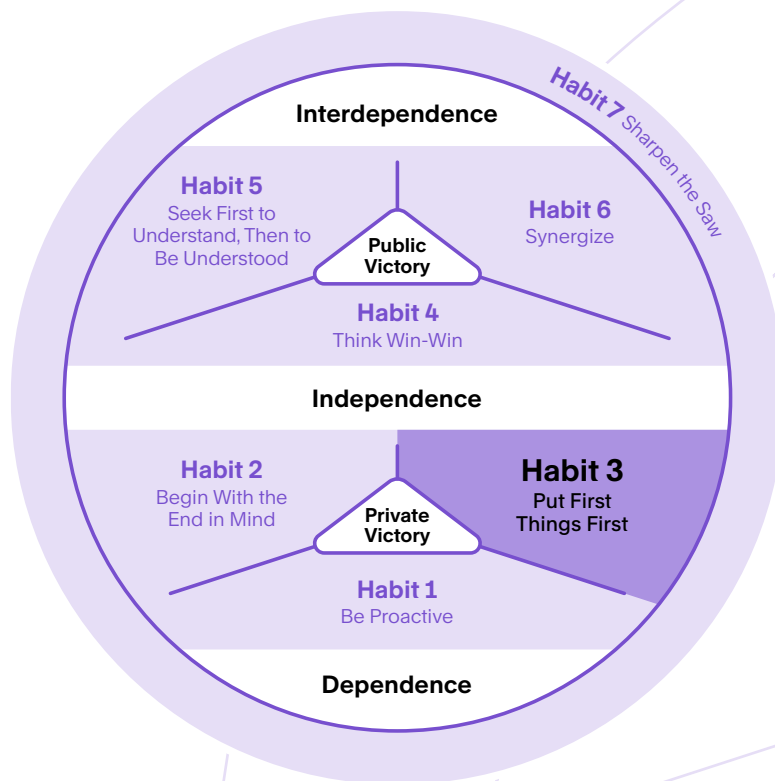 Habit 7 Sharpen the Saw
Interdependence
Habit 5
Seek First to
Understand, Then to
Be Understood
Habit 6
Synergize
Public
Victory
Habit 4
Think Win-Win
Independence
Habit 2
Begin With the
End in Mind
Habit 3
Put First
Things First
Private
Victory
Habit 1
Be Proactive
Dependence